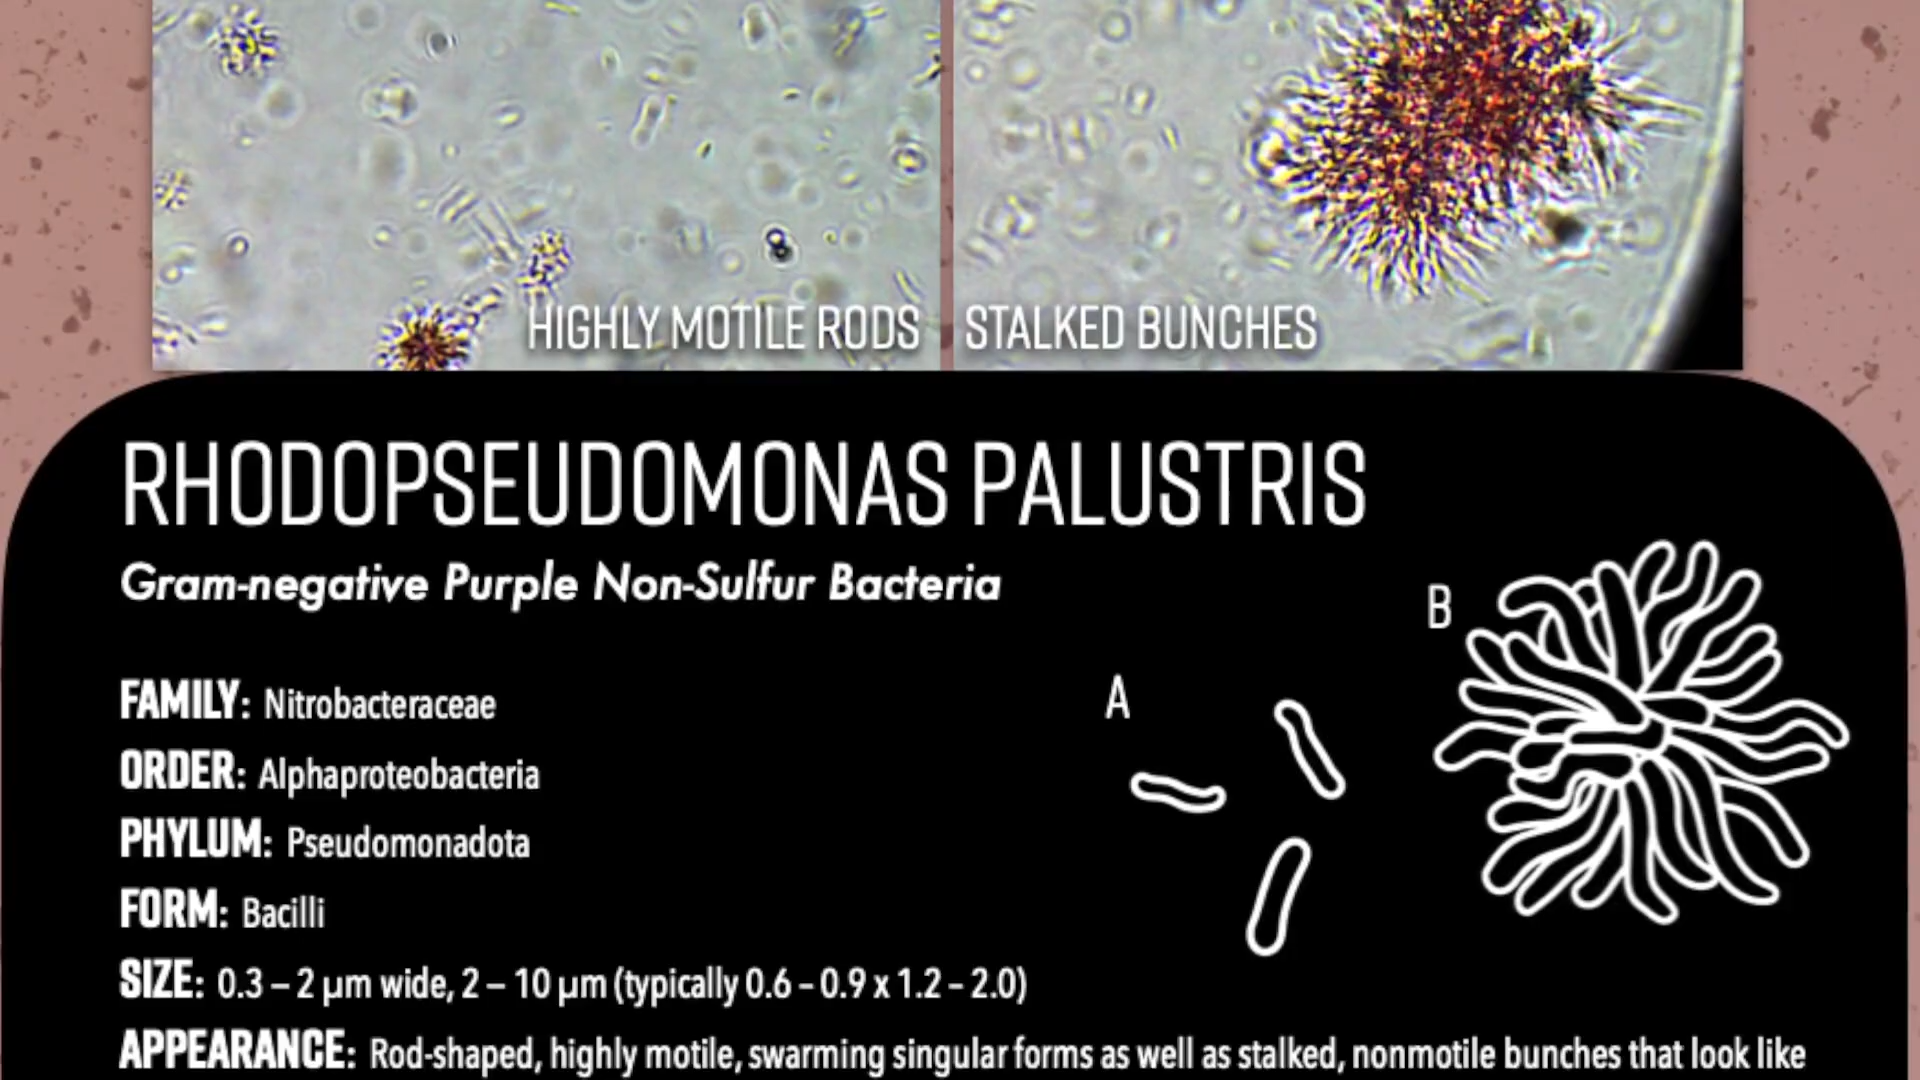 HIGHLY MOTILE RODS
STALKED BUNCHES
RHODOPSEUDOMONAS PALUSTRIS
Gram-negative Purple Non-Sulfur Bacteria
B
A
FAMILY: Nitrobacteraceae
ORDER: Alphaproteobacteria
PHYLUM: Pseudomonadota
FORM: Bacilli
SIZE: 0.3 – 2 µm wide, 2 – 10 µm (typically 0.6 – 0.9 x 1.2 – 2.0)
APPEARANCE: Rod-shaped, highly motile, swarming singular forms as well as stalked, nonmotile bunches that look like